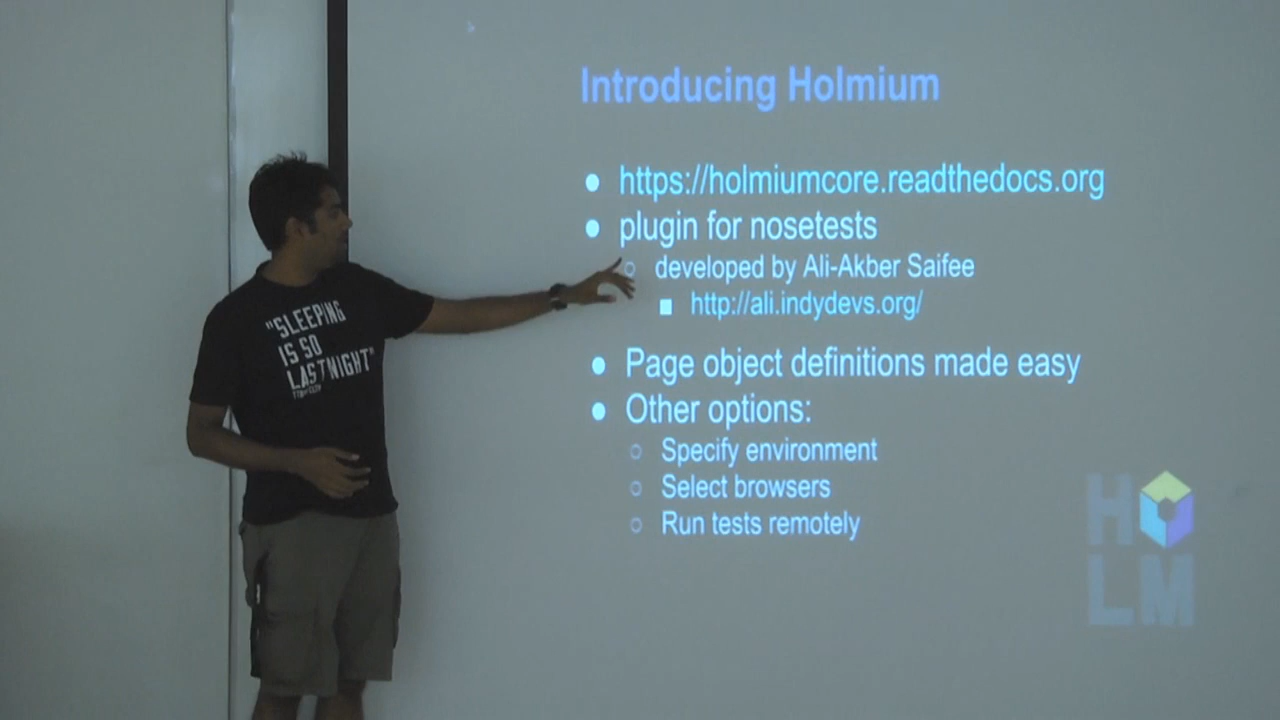 Introducing Holmium
https://holmiumcore.readthedocs.org
plugin for nosetests
developed by Ali-Akber Saifee
http://ali.indydevs.org/
Page object definitions made easy
Other options:
Specify environment
Select browsers
Run tests remotely
"SLEEPING
IS SO
LAST NIGHT"
H
LM